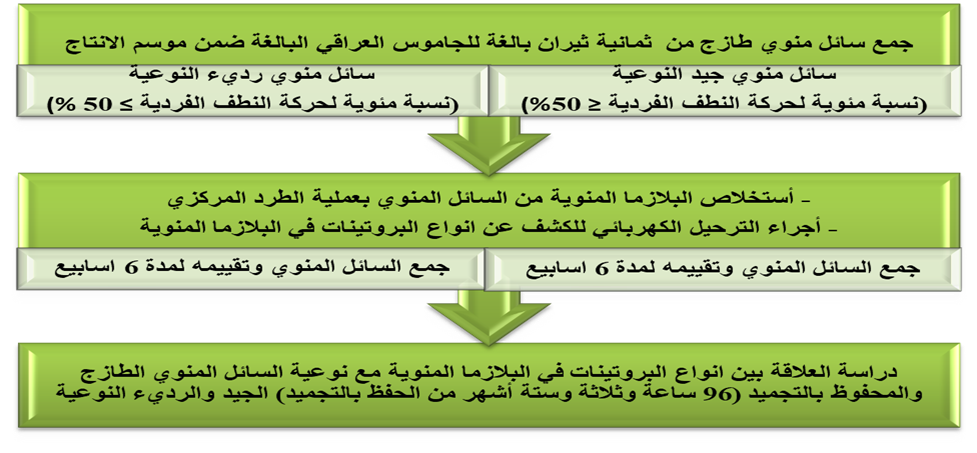 جمع سائل منوي طازج من ثمانية ثيران بالغة للجاموس العراقي البالغة ضمن موسم الانتاج
سائل منوي جيد النوعية
(نسبة مئوية لحركة النطف الفردية ≤ 50%)
سائل منوي رديء النوعية
(نسبة مئوية لحركة النطف الفردية ≥ 50 %)
- أستخلاص البلازما المنوية من السائل المنوي بعملية الطرد المركزي
- أجراء الترحيل الكهربائي للكشف عن انواع البروتينات في البلازما المنوية
جمع السائل المنوي وتقييمه لمدة 6 اسابيع
جمع السائل المنوي وتقييمه لمدة 6 اسابيع
دراسة العلاقة بين انواع البروتينات في البلازما المنوية مع نوعية السائل المنوي الطازج
والمحفوظ بالتجميد (96 ساعة وثلاثة وستة أشهر من الحفظ بالتجميد) الجيد والرديء النوعية